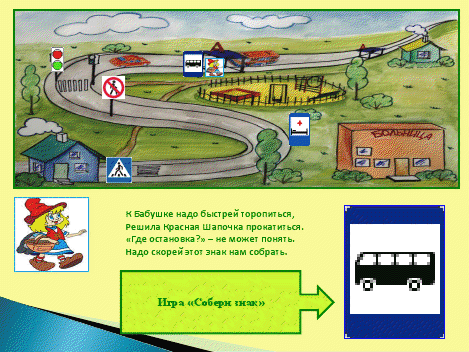 БОЛЬНИЦА
К Бабушке надо быстрей торопиться,
Решила Красная Шапочка прокатиться.
«Где остановка?» – не может понять.
Надо скорей этот знак нам собрать.
Игра «Собери знак»